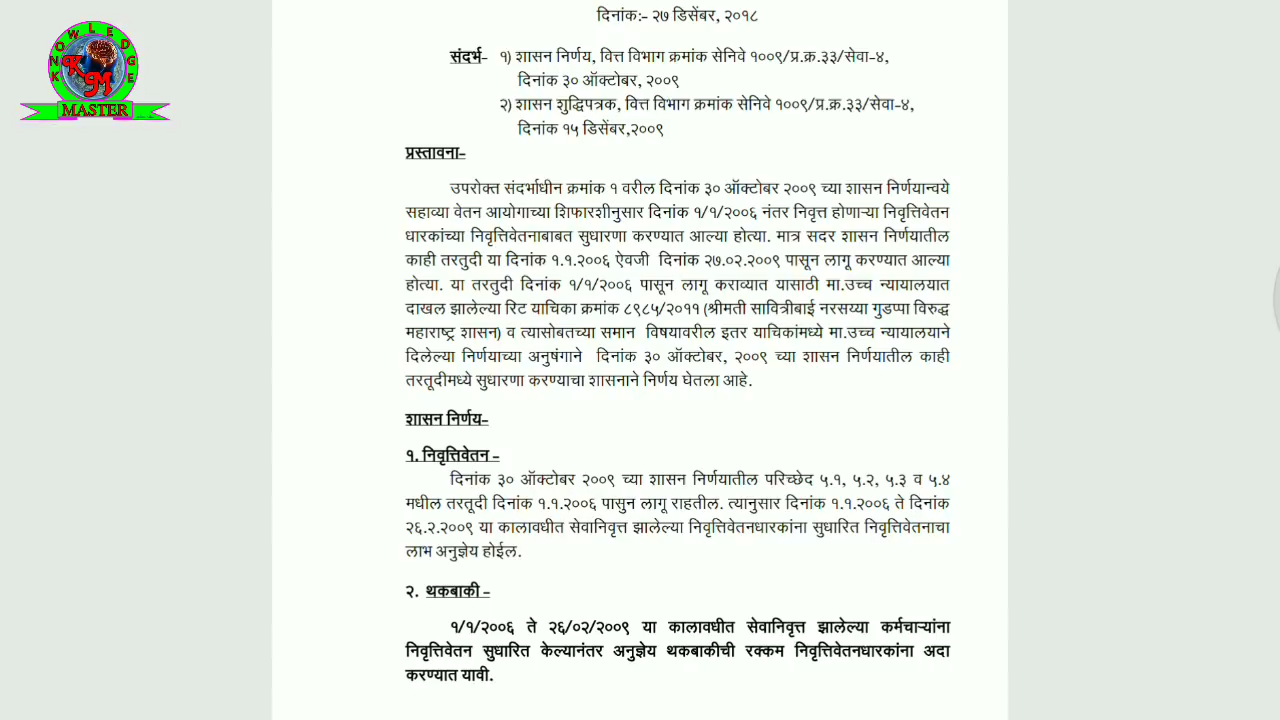 KNOWLEDGE
KM
MASTER
दिनांक:- २७ डिसेंबर, २०१८
संदर्भ- १) शासन निर्णय, वित्त विभाग क्रमांक सेनिवे १००९/प्र.क्र.३३/सेवा-४,
दिनांक ३० ऑक्टोबर, २००९
२) शासन शुद्धिपत्रक, वित्त विभाग क्रमांक सेनिवे १००९/प्र.क्र.३३/सेवा-४,
दिनांक १५ डिसेंबर,२००९
प्रस्तावना-
उपरोक्त संदर्भाधीन क्रमांक १ वरील दिनांक ३० ऑक्टोबर २००९ च्या शासन निर्णयान्वये
सहाव्या वेतन आयोगाच्या शिफारशीनुसार दिनांक १/१/२००६ नंतर निवृत्त होणाऱ्या निवृत्तिवेतन
धारकांच्या निवृत्तिवेतनाबाबत सुधारणा करण्यात आल्या होत्या. मात्र सदर शासन निर्णयातील
काही तरतुदी या दिनांक १.१.२००६ ऐवजी दिनांक २७.०२.२००९ पासून लागू करण्यात आल्या
होत्या. या तरतुदी दिनांक १/१/२००६ पासून लागू कराव्यात यासाठी मा.उच्च न्यायालयात
दाखल झालेल्या रिट याचिका क्रमांक ८९८५/२०११ (श्रीमती सावित्रीबाई नरसय्या गुडप्पा विरुद्ध
महाराष्ट्र शासन) व त्यासोबतच्या समान विषयावरील इतर याचिकांमध्ये मा.उच्च न्यायालयाने
दिलेल्या निर्णयाच्या अनुषंगाने दिनांक ३० ऑक्टोबर, २००९ च्या शासन निर्णयातील काही
तरतूदीमध्ये सुधारणा करण्याचा शासनाने निर्णय घेतला आहे.
शासन निर्णय-
१. निवृत्तिवेतन -
दिनांक ३० ऑक्टोबर २००९ च्या शासन निर्णयातील परिच्छेद ५.१, ५.२, ५.३ व ५.४
मधील तरतूदी दिनांक १.१.२००६ पासुन लागू राहतील. त्यानुसार दिनांक १.१.२००६ ते दिनांक
२६.२.२००९ या कालावधीत सेवानिवृत्त झालेल्या निवृत्तिवेतनधारकांना सुधारित निवृत्तिवेतनाचा
लाभ अनुज्ञेय होईल.
२. थकबाकी -
१/१/२००६ ते २६/०२/२००९ या कालावधीत सेवानिवृत्त झालेल्या कर्मचाऱ्यांना
निवृत्तिवेतन सुधारित केल्यानंतर अनुज्ञेय थकबाकीची रक्कम निवृत्तिवेतनधारकांना अदा
करण्यात यावी.